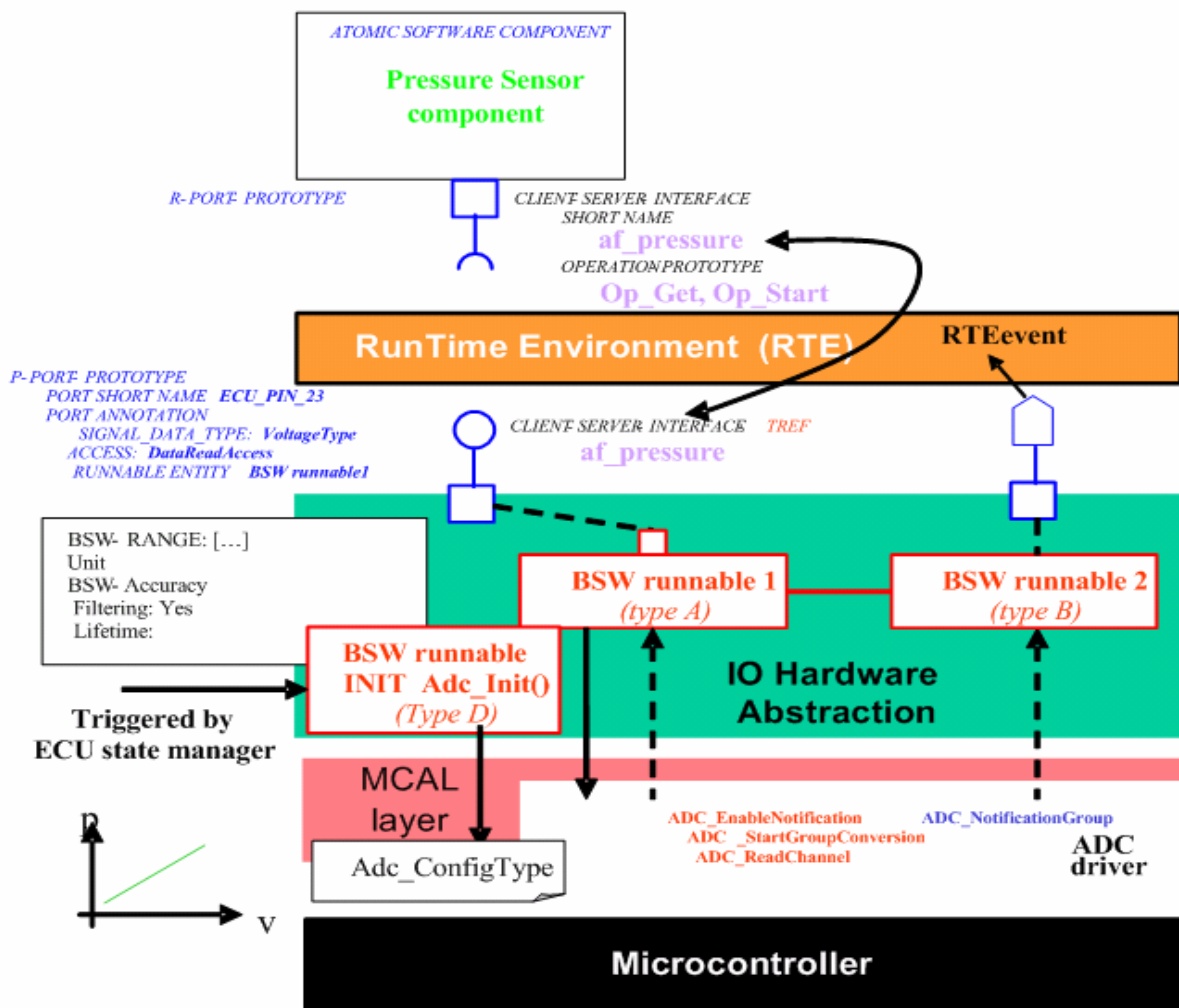 ATOMIC SOFTWARE COMPONENT
Pressure Sensor
component
R- PORT- PROTOTYPE
CLIENT-SERVER- INTERFACE
SHORT NAME
af_pressure
OPERATION-PROTOTYPE
Op_Get, Op_Start
RunTime Environment (RTE)
RTEevent
P- PORT- PROTOTYPE
PORT SHORT NAME ECU_PIN_23
PORT ANNOTATION
SIGNAL_DATA_TYPE: VoltageType
ACCESS: DataReadAccess
RUNNABLE ENTITY BSW runnable1
CLIENT-SERVER- INTERFACE TREF
af_pressure
BSW- RANGE: […]
Unit
BSW- Accuracy
Filtering: Yes
Lifetime:
BSW runnable 1
(type A)
BSW runnable 2
(type B)
BSW runnable
INIT Adc_Init()
(Type D)
IO Hardware
Abstraction
Triggered by
ECU state manager
MCAL
layer
Adc_ConfigType
ADC_EnableNotification
ADC _StartGroupConversion
ADC_ReadChannel
ADC_NotificationGroup
ADC
driver
p
v
Microcontroller